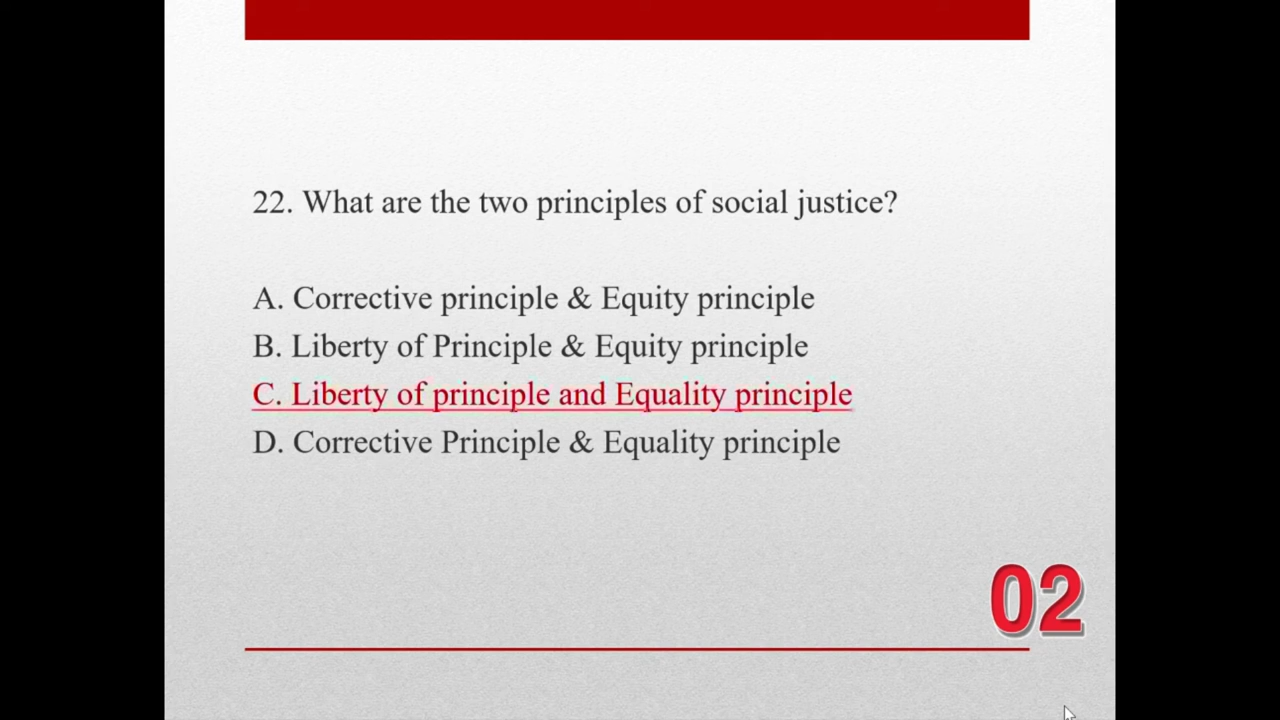 22. What are the two principles of social justice?
A. Corrective principle & Equity principle
B. Liberty of Principle & Equity principle
C. Liberty of principle and Equality principle
D. Corrective Principle & Equality principle
02